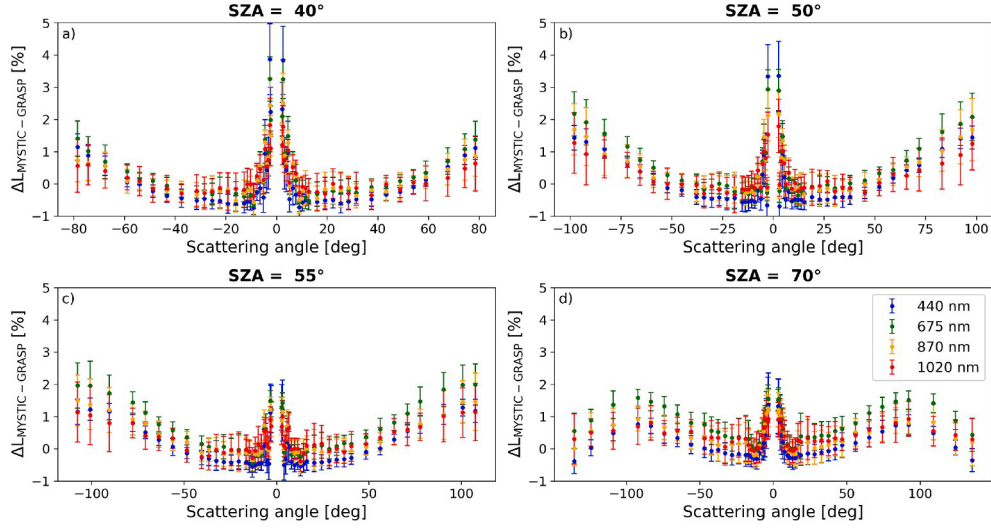 SZA = 40°
SZA = 50°
5
4
3
2
1
0
−1
a)
ΔL_MYSTIC−GRASP [%]
−80 −60 −40 −20 0 20 40 60 80
Scattering angle [deg]
5
4
3
2
1
0
−1
b)
ΔL_MYSTIC−GRASP [%]
−100 −75 −50 −25 0 25 50 75 100
Scattering angle [deg]
SZA = 55°
SZA = 70°
5
4
3
2
1
0
−1
c)
ΔL_MYSTIC−GRASP [%]
−100 −50 0 50 100
Scattering angle [deg]
5
4
3
2
1
0
−1
d)
ΔL_MYSTIC−GRASP [%]
440 nm
675 nm
870 nm
1020 nm
−100 −50 0 50 100
Scattering angle [deg]